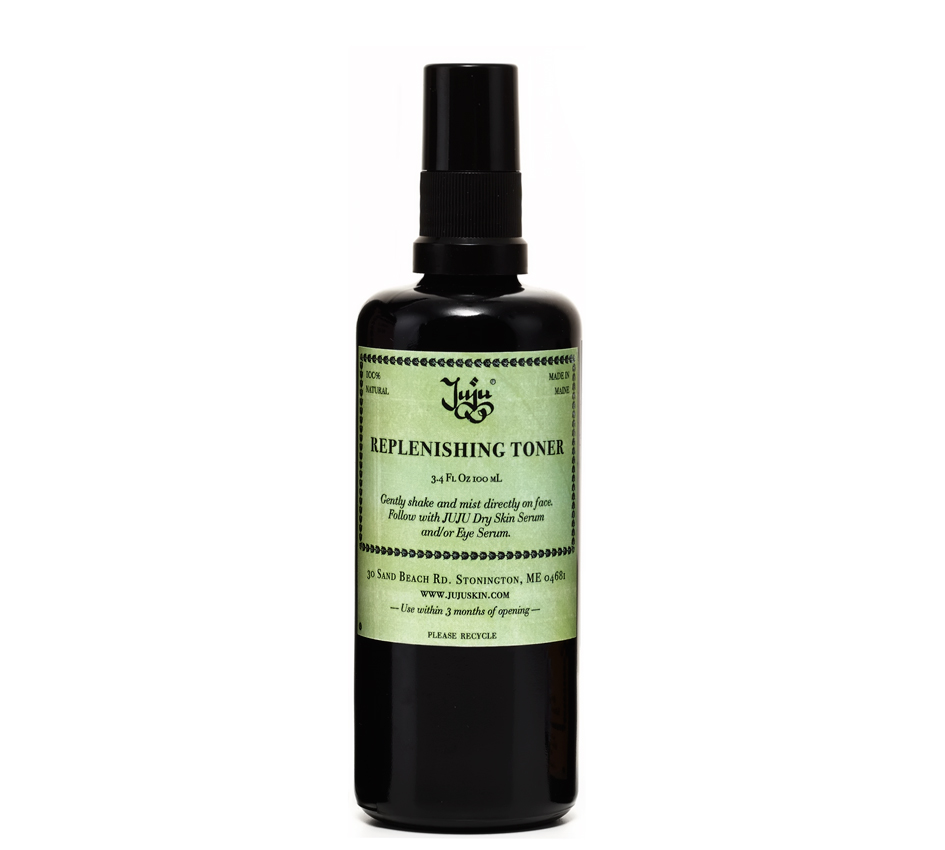 100%
NATURAL
MADE IN
MAINE
Juju©
REPLENISHING TONER
3.4 FL OZ 100 ML
Gently shake and mist directly on face.
Follow with JUJU Dry Skin Serum
and/or Eye Serum.
30 SAND BEACH RD. STONINGTON, ME 04681
WWW.JUJUSKIN.COM
— Use within 3 months of opening —
PLEASE RECYCLE